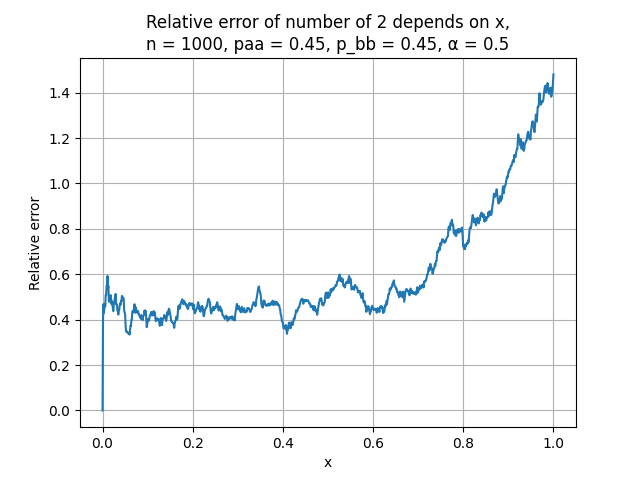 Relative error of number of 2 depends on x,
n = 1000, paa = 0.45, p_bb = 0.45, α = 0.5
1.4
1.2
1.0
0.8
0.6
0.4
0.2
0.0
Relative error
0.0 0.2 0.4 0.6 0.8 1.0
x